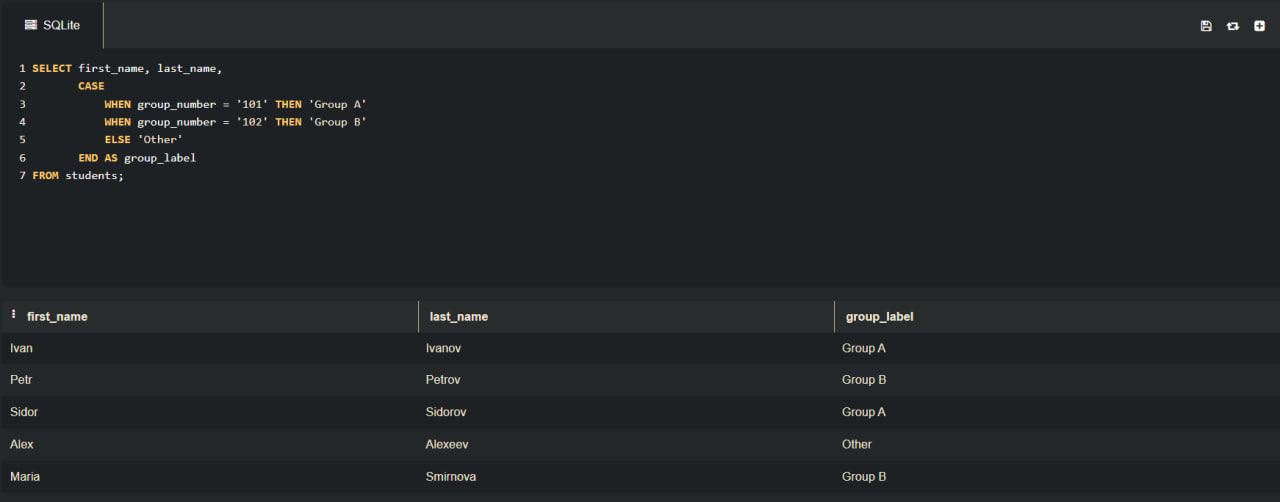 SQLite
1 SELECT first_name, last_name,
2 CASE
3 WHEN group_number = '101' THEN 'Group A'
4 WHEN group_number = '102' THEN 'Group B'
5 ELSE 'Other'
6 END AS group_label
7 FROM students;
first_name last_name group_label
Ivan Ivanov Group A
Petr Petrov Group B
Sidor Sidorov Group A
Alex Alexeev Other
Maria Smirnova Group B